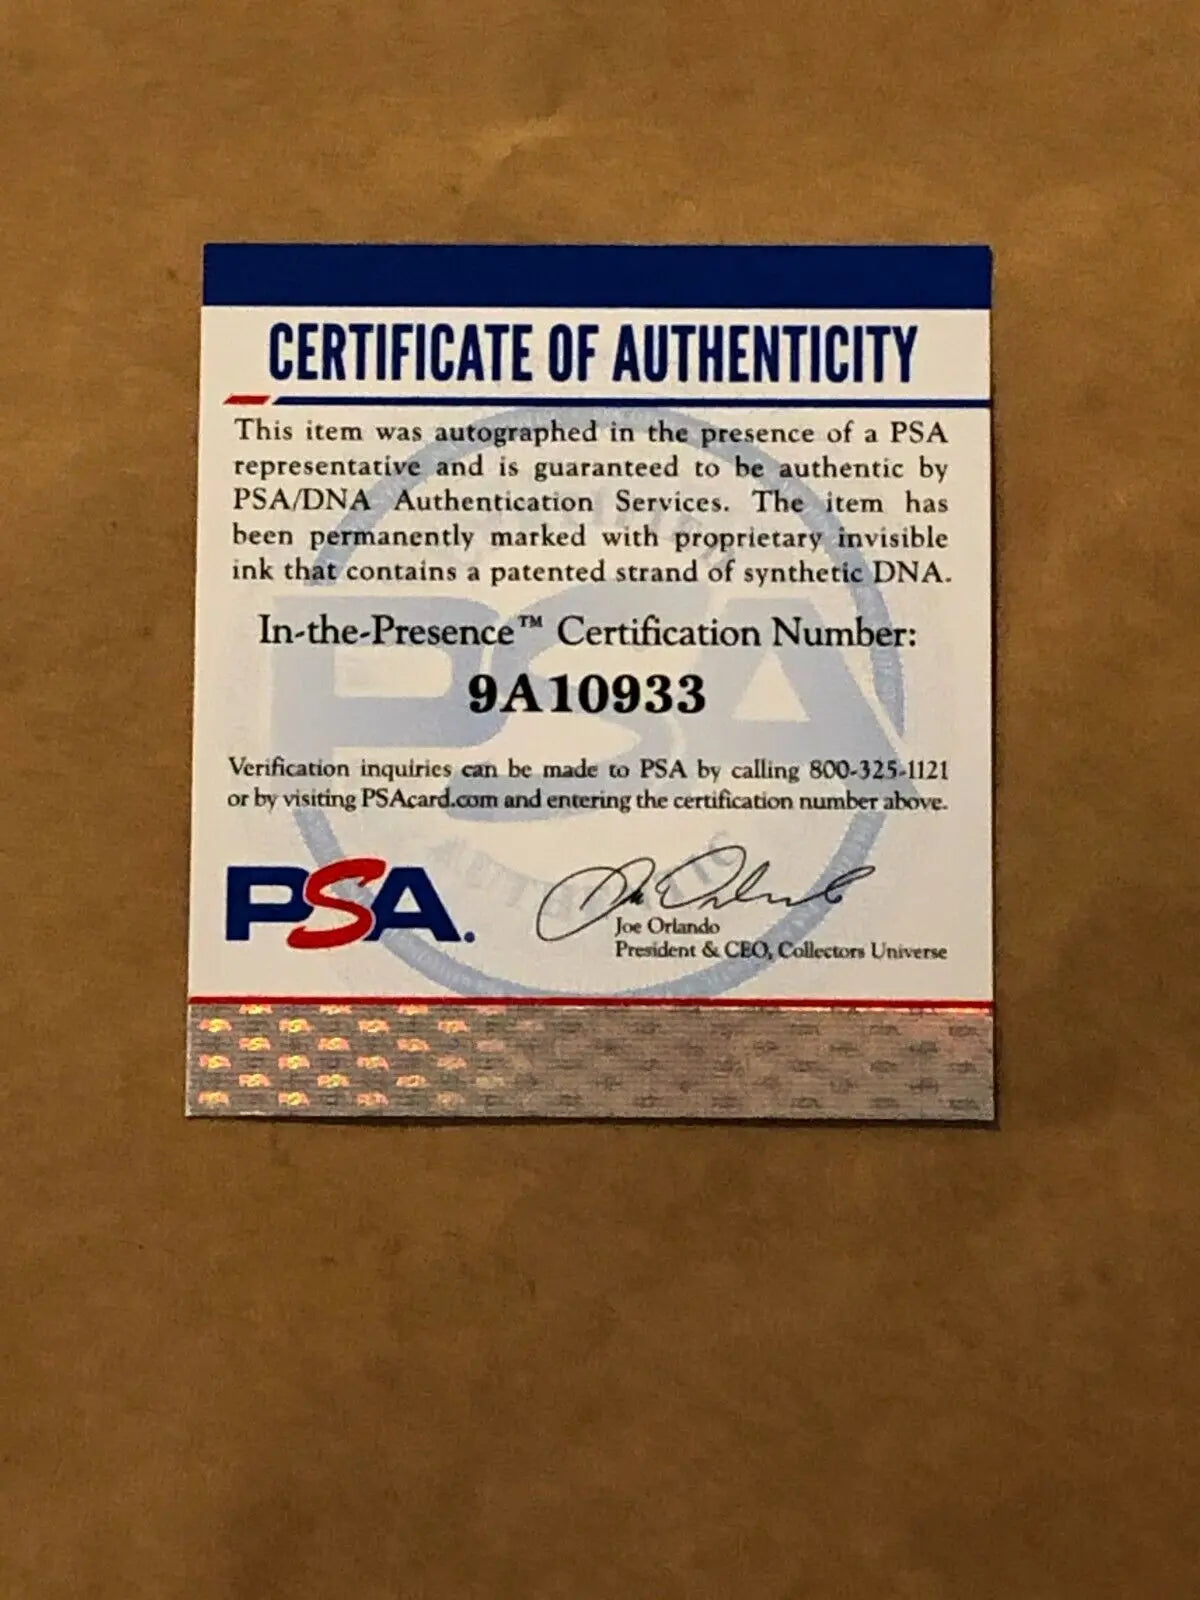 CERTIFICATE OF AUTHENTICITY
This item was autographed in the presence of a PSA
representative and is guaranteed to be authentic by
PSA/DNA Authentication Services. The item has
been permanently marked with proprietary invisible
ink that contains a patented strand of synthetic DNA.
In-the-Presence™ Certification Number:
9A10933
Verification inquiries can be made to PSA by calling 800-325-1121
or by visiting PSAcard.com and entering the certification number above.
PSA.
Joe Orlando
President & CEO, Collectors Universe